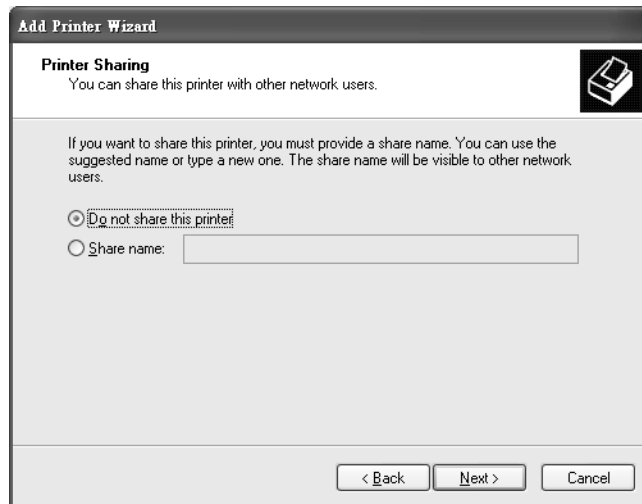 Add Printer Wizard
Printer Sharing
You can share this printer with other network users.
If you want to share this printer, you must provide a share name. You can use the
suggested name or type a new one. The share name will be visible to other network
users.
Do not share this printer
Share name:
< Back Next > Cancel